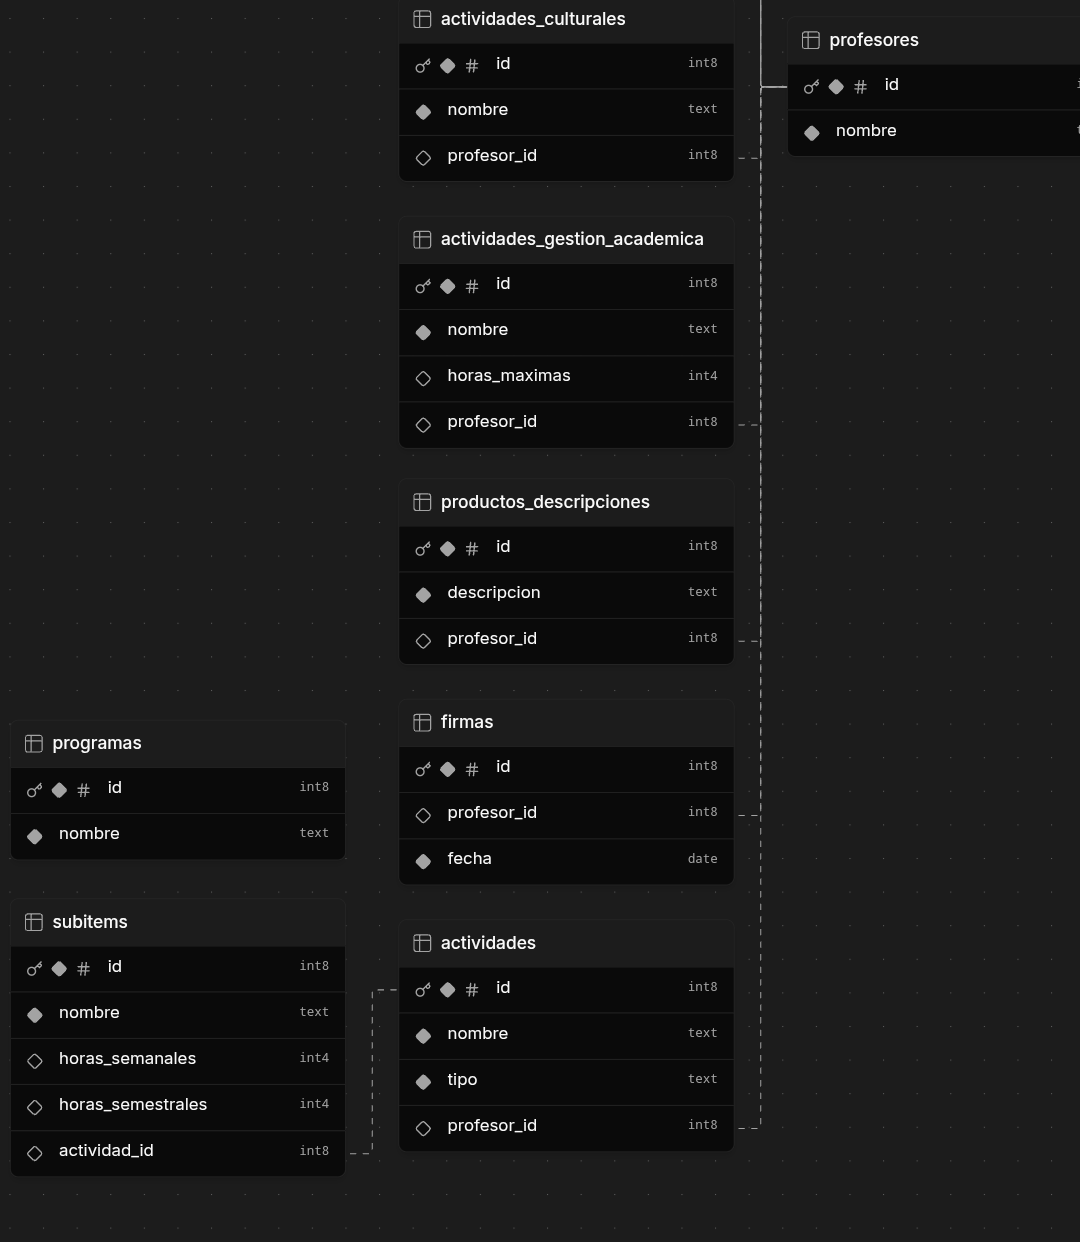 actividades_culturales
id int8
nombre text
profesor_id int8
profesores
id
nombre
actividades_gestion_academica
id int8
nombre text
horas_maximas int4
profesor_id int8
productos_descripciones
id int8
descripcion text
profesor_id int8
firmas
id int8
profesor_id int8
fecha date
programas
id int8
nombre text
subitems
id int8
nombre text
horas_semanales int4
horas_semestrales int4
actividad_id int8
actividades
id int8
nombre text
tipo text
profesor_id int8